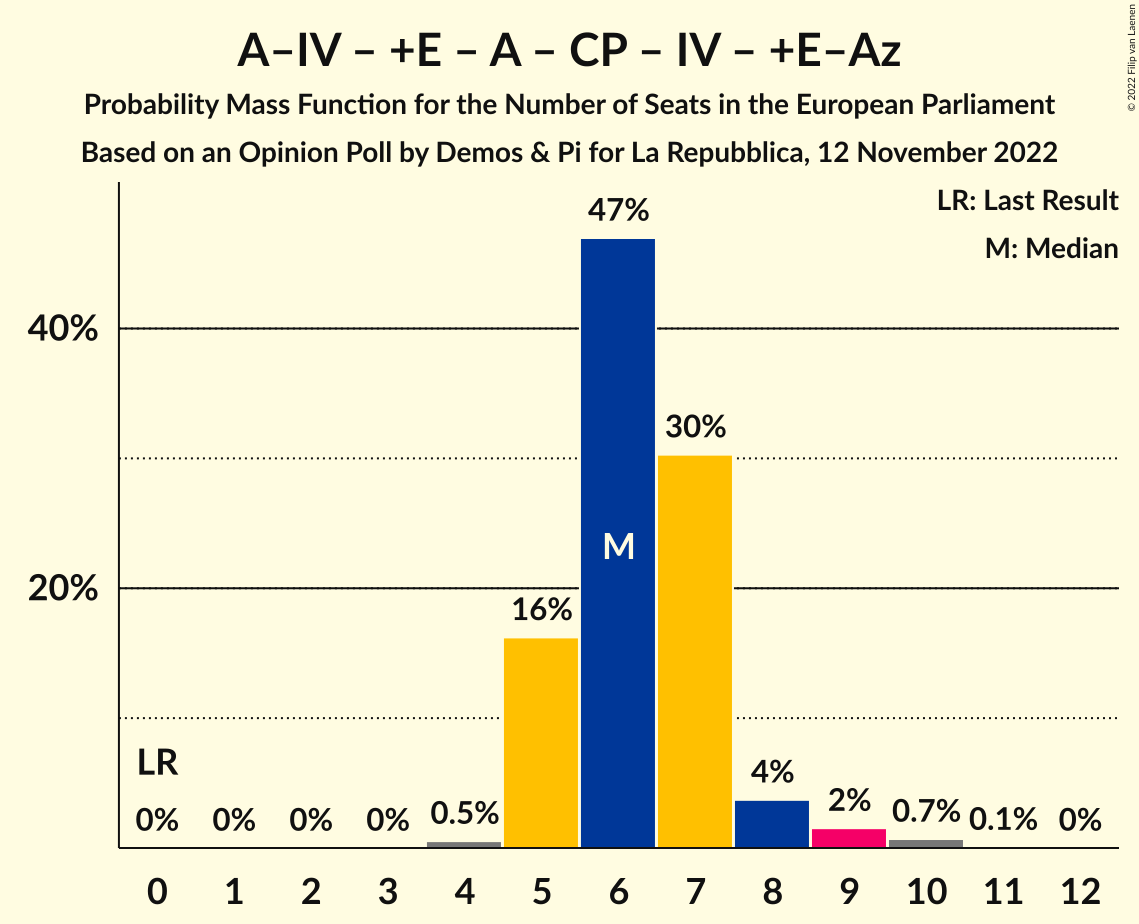 A–IV – +E – A – CP – IV – +E–Az
Probability Mass Function for the Number of Seats in the European Parliament
Based on an Opinion Poll by Demos & Pi for La Repubblica, 12 November 2022
© 2022 Filip van Laenen
LR: Last Result
M: Median
47%
40%
30%
M
20%
16%
LR
4%
2%
0% 0% 0% 0% 0.5% 0.7% 0.1% 0%
0 1 2 3 4 5 6 7 8 9 10 11 12